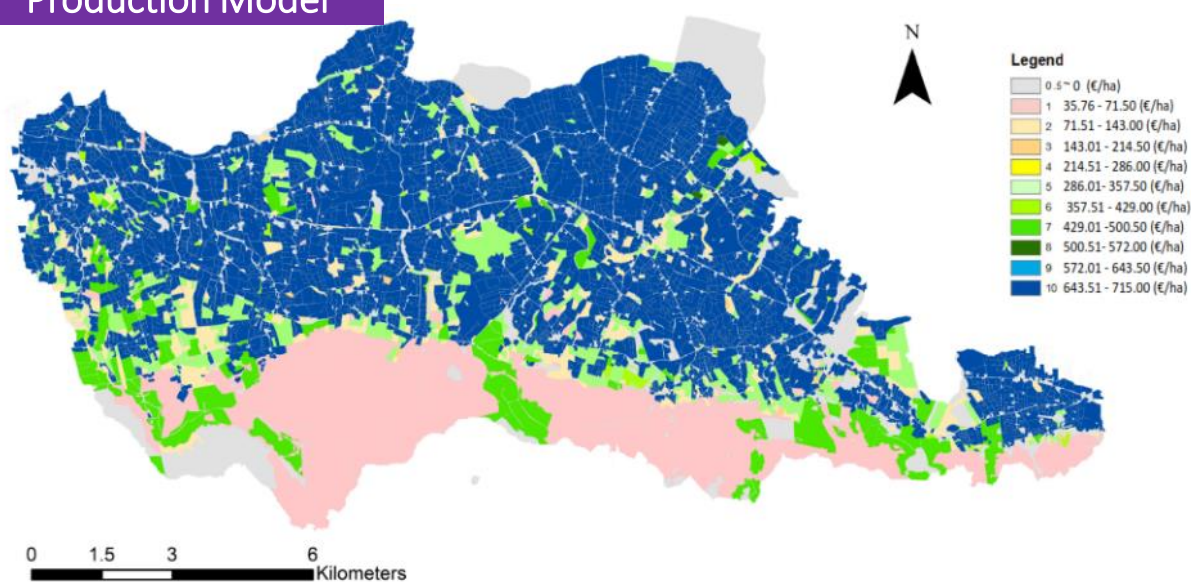 Production Model
N
Legend
0.5~ 0 (€/ha)
1 35.76 - 71.50 (€/ha)
2 71.51 - 143.00 (€/ha)
3 143.01 - 214.50 (€/ha)
4 214.51 - 286.00 (€/ha)
5 286.01- 357.50 (€/ha)
6 357.51 - 429.00 (€/ha)
7 429.01 -500.50 (€/ha)
8 500.51- 572.00 (€/ha)
9 572.01 - 643.50 (€/ha)
10 643.51 - 715.00 (€/ha)
0 1.5 3 6
Kilometers